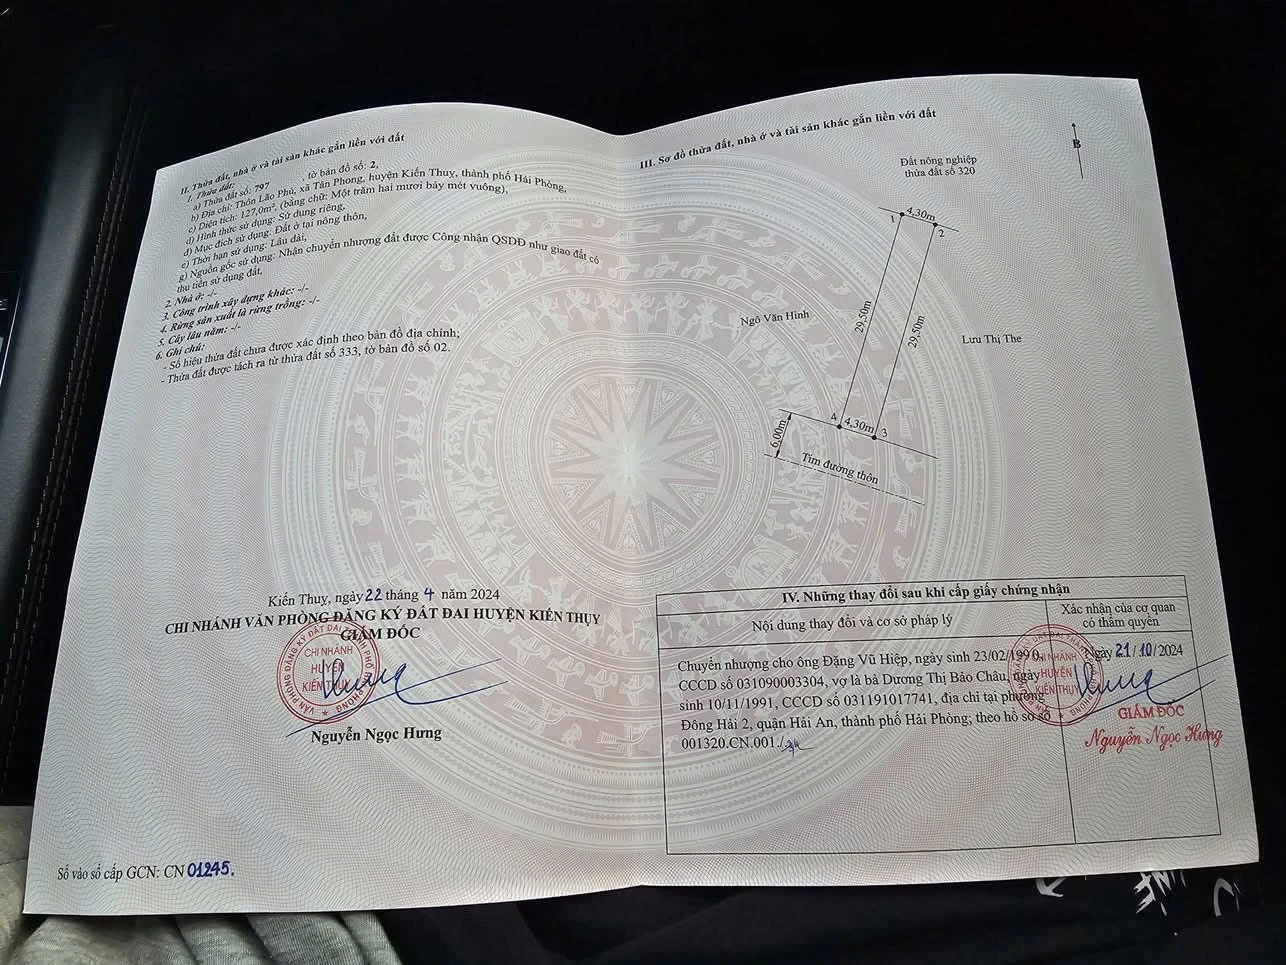 II. Thửa đất, nhà ở và tài sản khác gắn liền với đất
1. Thửa đất:
a) Thửa đất số: 797 , tờ bản đồ số: 2,
b) Địa chỉ: Thôn Lão Phú, xã Tân Phong, huyện Kiến Thuỵ, thành phố Hải Phòng,
c) Diện tích: 127,0m², (bằng chữ: Một trăm hai mươi bảy mét vuông),
d) Hình thức sử dụng: Sử dụng riêng,
đ) Mục đích sử dụng: Đất ở tại nông thôn,
e) Thời hạn sử dụng: Lâu dài,
g) Nguồn gốc sử dụng: Nhận chuyển nhượng đất được Công nhận QSDĐ như giao đất có
thu tiền sử dụng đất,
2. Nhà ở: -/-
3. Công trình xây dựng khác: -/-
4. Rừng sản xuất là rừng trồng: -/-
5. Cây lâu năm: -/-
6. Ghi chú:
- Số hiệu thửa đất chưa được xác định theo bản đồ địa chính;
- Thửa đất được tách ra từ thửa đất số 333, tờ bản đồ số 02.
Kiến Thuỵ, ngày 22 tháng 4 năm 2024
CHI NHÁNH VĂN PHÒNG ĐĂNG KÝ ĐẤT ĐAI HUYỆN KIẾN THỤY
GIÁM ĐỐC
CHI NHÁNH
HUYỆN
KIẾN THỤY
Nguyễn Ngọc Hưng
Số vào sổ cấp GCN: CN 01245.
III. Sơ đồ thửa đất, nhà ở và tài sản khác gắn liền với đất
B
Đất nông nghiệp
thửa đất số 320
1
4,30m
2
29,50m
29,50m
Ngô Văn Hinh
Lưu Thị The
4
4,30m
3
6,00m
Tim đường thôn
IV. Những thay đổi sau khi cấp giấy chứng nhận
Nội dung thay đổi và cơ sở pháp lý
Xác nhận của cơ quan
có thẩm quyền
Chuyển nhượng cho ông Đặng Vũ Hiệp, ngày sinh 23/02/1990,
CCCD số 031090003304, vợ là bà Dương Thị Bảo Châu, ngày
sinh 10/11/1991, CCCD số 031191017741, địa chỉ tại phường
Đông Hải 2, quận Hải An, thành phố Hải Phòng; theo hồ sơ số
001320.CN.001./.
Ngày 21/10/2024
CHI NHÁNH
HUYỆN
KIẾN THỤY
GIÁM ĐỐC
Nguyễn Ngọc Hưng